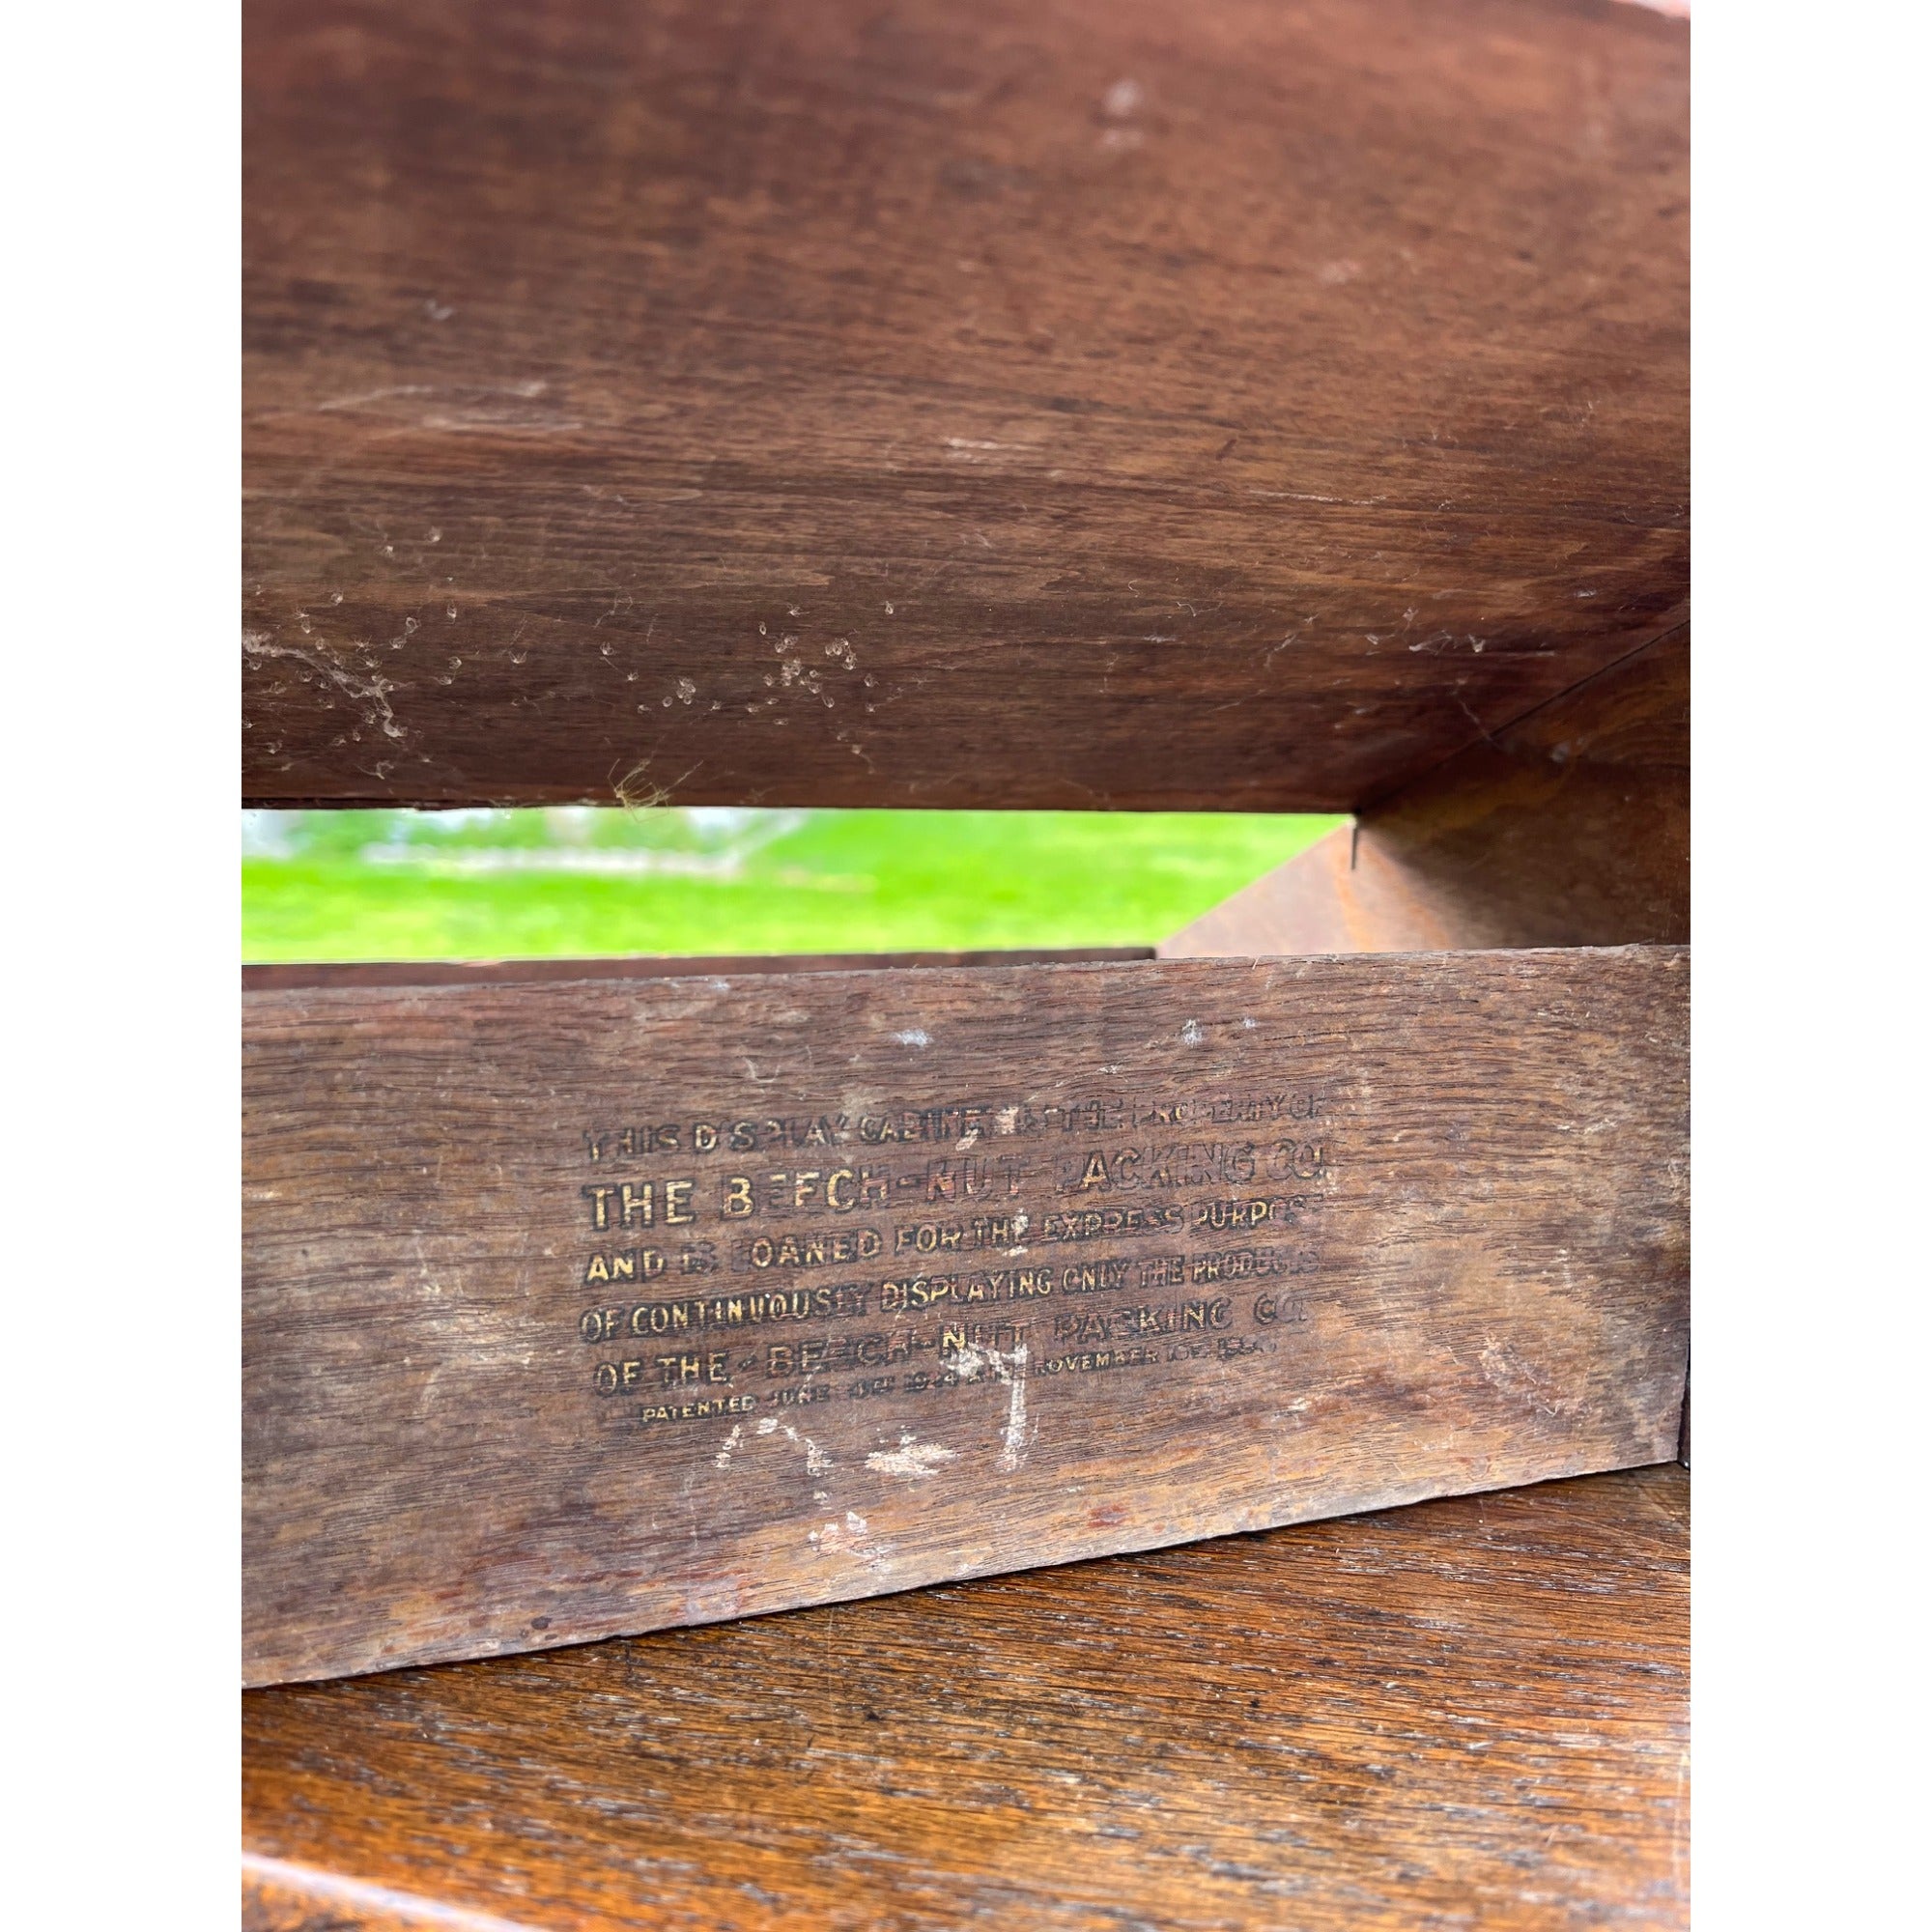 THIS DISPLAY CABINET IS THE PROPERTY OF
THE BEECH-NUT PACKING CO.
AND IS LOANED FOR THE EXPRESS PURPOSE
OF CONTINUOUSLY DISPLAYING ONLY THE PRODUCTS
OF THE BEECH-NUT PACKING CO.
PATENTED JUNE NOVEMBER